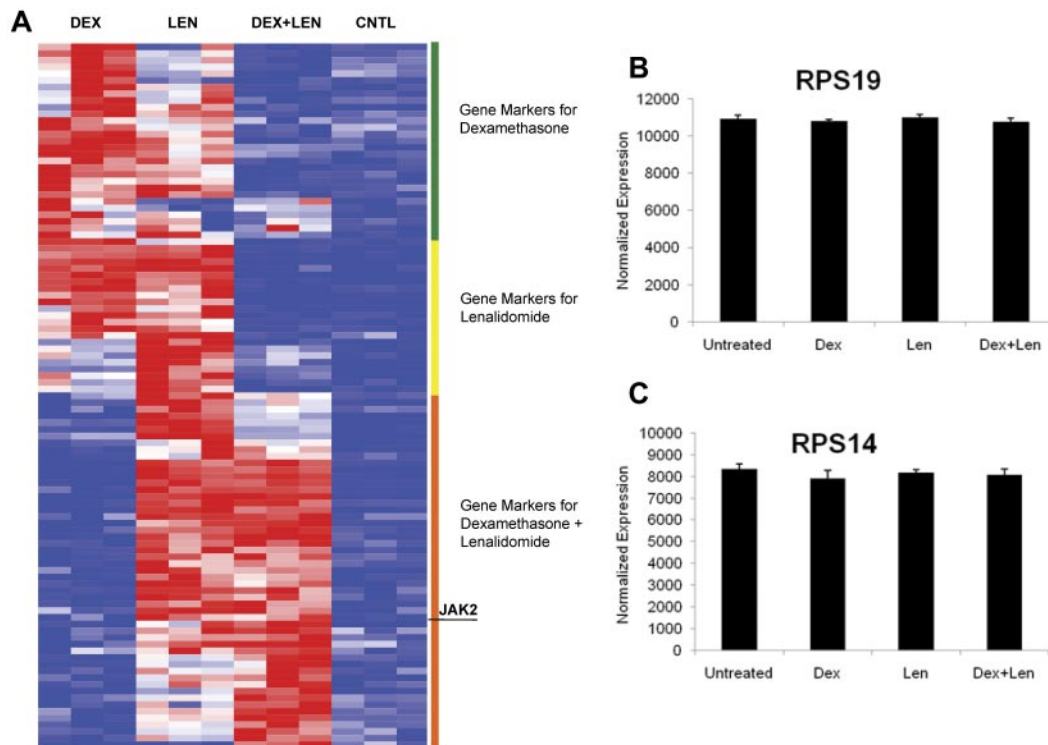 A
DEX LEN DEX+LEN CNTL
Gene Markers for
Dexamethasone
Gene Markers for
Lenalidomide
Gene Markers for
Dexamethasone +
Lenalidomide
JAK2
B
RPS19
Normalized Expression
12000
10000
8000
6000
4000
2000
0
Untreated Dex Len Dex+Len
C
RPS14
Normalized Expression
10000
9000
8000
7000
6000
5000
4000
3000
2000
1000
0
Untreated Dex Len Dex+Len